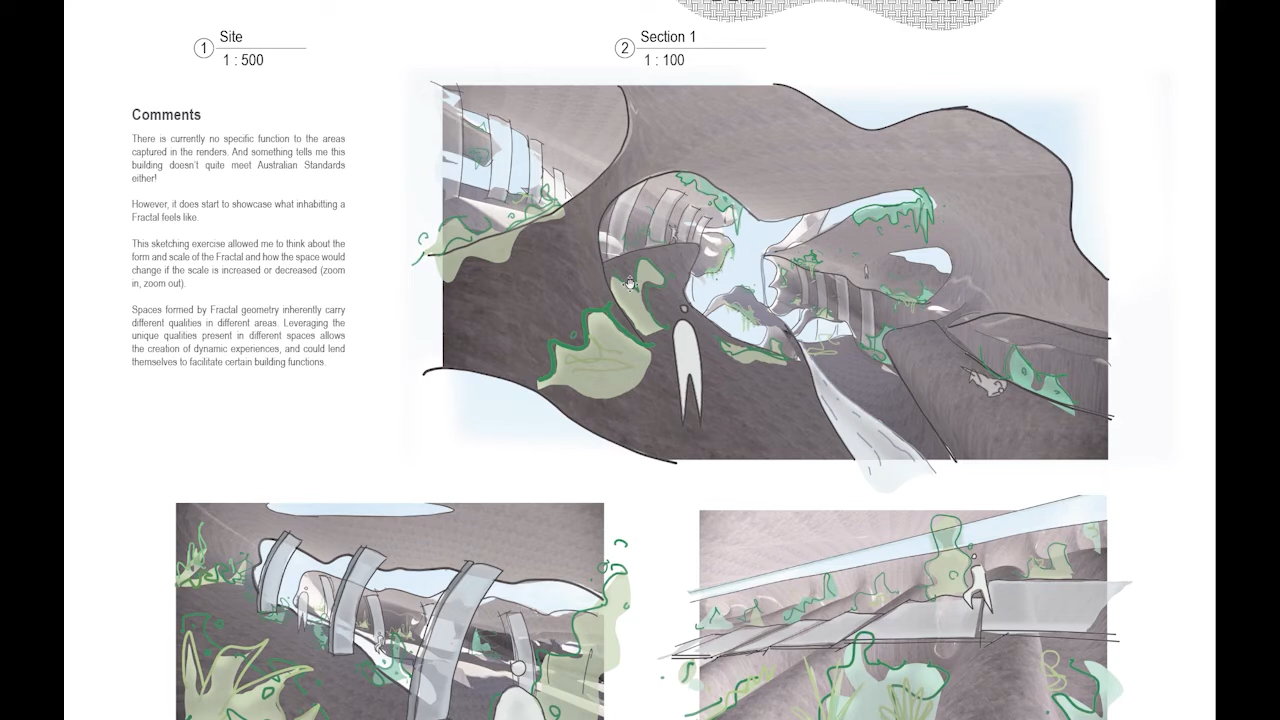 1 Site
1 : 500
2 Section 1
1 : 100
Comments
There is currently no specific function to the areas
captured in the renders. And something tells me this
building doesn't quite meet Australian Standards
either!
However, it does start to showcase what inhabitting a
Fractal feels like.
This sketching exercise allowed me to think about the
form and scale of the Fractal and how the space would
change if the scale is increased or decreased (zoom
in, zoom out).
Spaces formed by Fractal geometry inherently carry
different qualities in different areas. Leveraging the
unique qualities present in different spaces allows
the creation of dynamic experiences, and could lend
themselves to facilitate certain building functions.